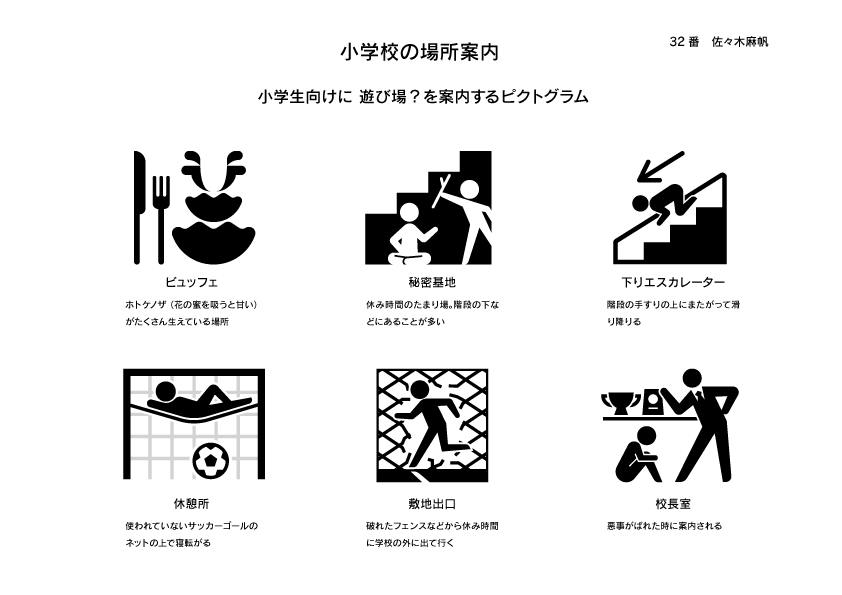 32番　佐々木麻帆
小学校の場所案内
小学生向けに 遊び場？を案内するピクトグラム
ビュッフェ
ホトケノザ（花の蜜を吸うと甘い）
がたくさん生えている場所
秘密基地
休み時間のたまり場。階段の下な
どにあることが多い
下りエスカレーター
階段の手すりの上にまたがって滑
り降りる
休憩所
使われていないサッカーゴールの
ネットの上で寝転がる
敷地出口
破れたフェンスなどから休み時間
に学校の外に出て行く
校長室
悪事がばれた時に案内される